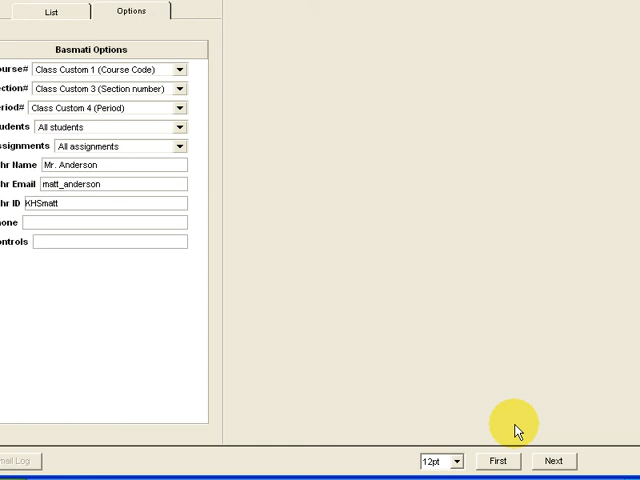 List Options
Basmati Options
ourse# Class Custom 1 (Course Code)
ection# Class Custom 3 (Section number)
eriod# Class Custom 4 (Period)
tudents All students
ssignments All assignments
hr Name Mr. Anderson
hr Email matt_anderson
hr ID KHSmatt
hone
ontrols
mail Log 12pt First Next